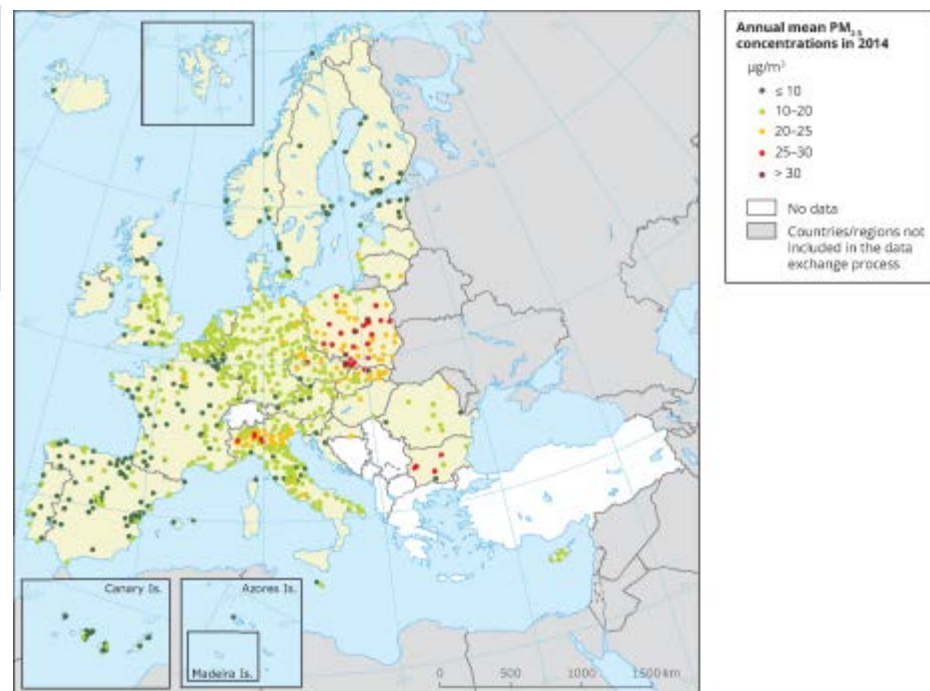 Annual mean PM2.5
concentrations in 2014
µg/m³
≤ 10
10–20
20–25
25–30
> 30
No data
Countries/regions not
included in the data
exchange process
Canary Is.
Azores Is.
Madeira Is.
0 500 1000 1500 km